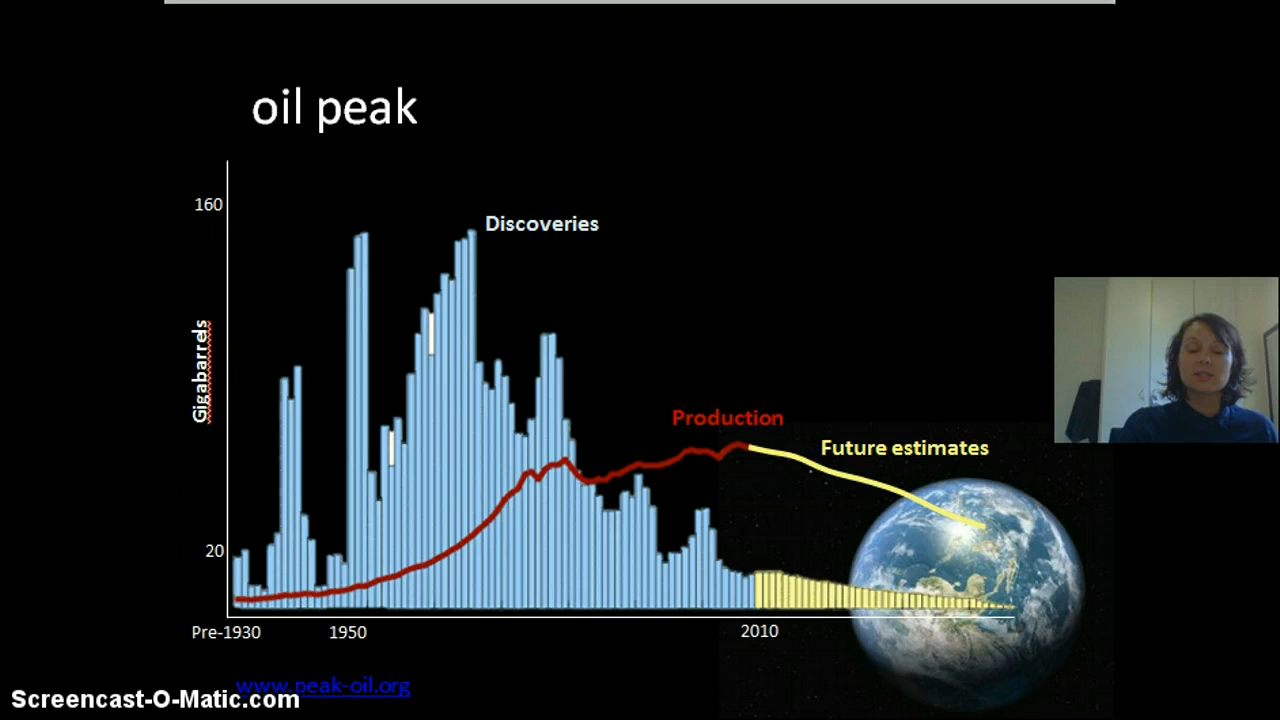 oil peak
160
Discoveries
Gigabarrels
Production
Future estimates
20
Pre-1930
1950
2010
www.peak-oil.org
Screencast-O-Matic.com